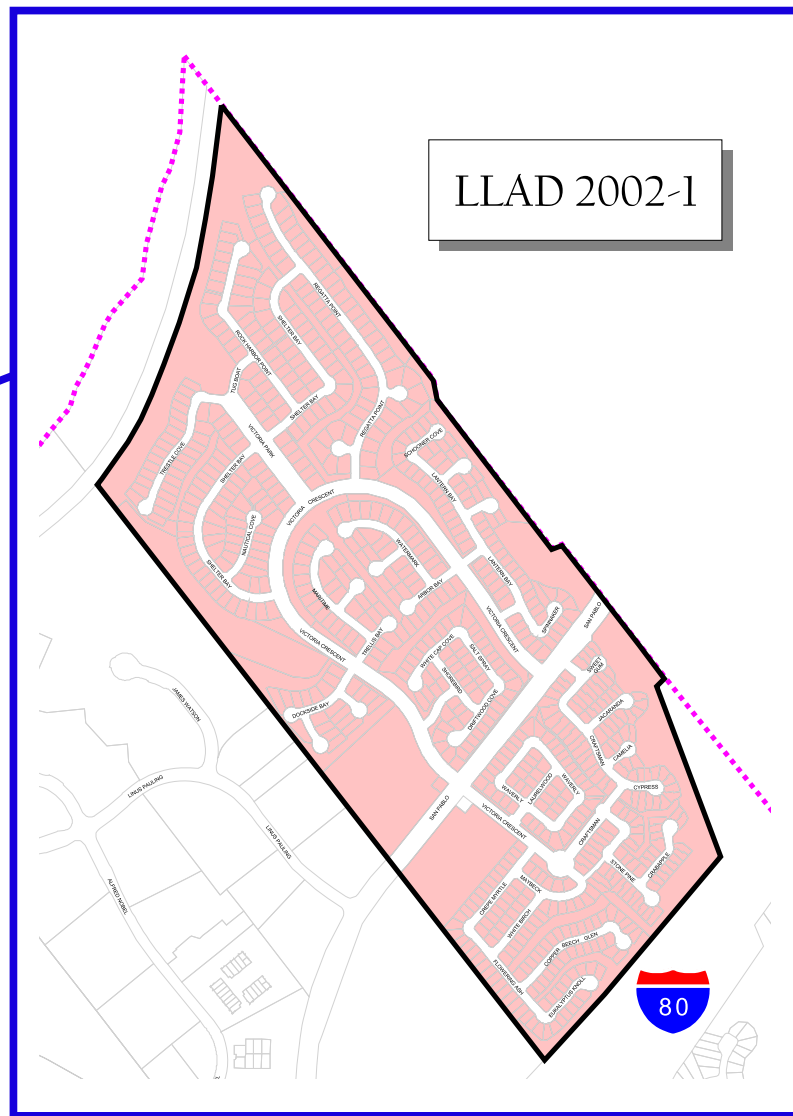 LLAD 2002-1
REGATTA POINT
SHELTER BAY
ROCK HARBOR POINT
TUG BOAT
SHELTER BAY
REGATTA POINT
VICTORIA PARK
SCHOONER COVE
TRESTLE COVE
SHELTER BAY
LANTERN BAY
VICTORIA CRESCENT
NAUTICAL COVE
WATERMARK
SHELTER BAY
LANTERN BAY
ARBOR BAY
MARITIME
VICTORIA CRESCENT
SPINNAKER
SAN PABLO
TRELLIS BAY
VICTORIA CRESCENT
WHITE CAP COVE
SALT SPRAY
SHOREBIRD
SWEET
GUM
JAMES WATSON
DOCKSIDE BAY
DRIFTWOOD COVE
JACARANDA
CRAFTSMAN
CAMELIA
LINUS PAULING
WAVERLY
LAURELWOOD
WAVERLY
CYPRESS
SAN PABLO
VICTORIA CRESCENT
CRAFTSMAN
LINUS PAULING
STONE PINE
CRABAPPLE
ALFRED NOBEL
MAYBECK
CREPE MYRTLE
WHITE BIRCH
COPPER BEECH GLEN
FLOWERING ASH
EUKALYPTUS KNOLL
80